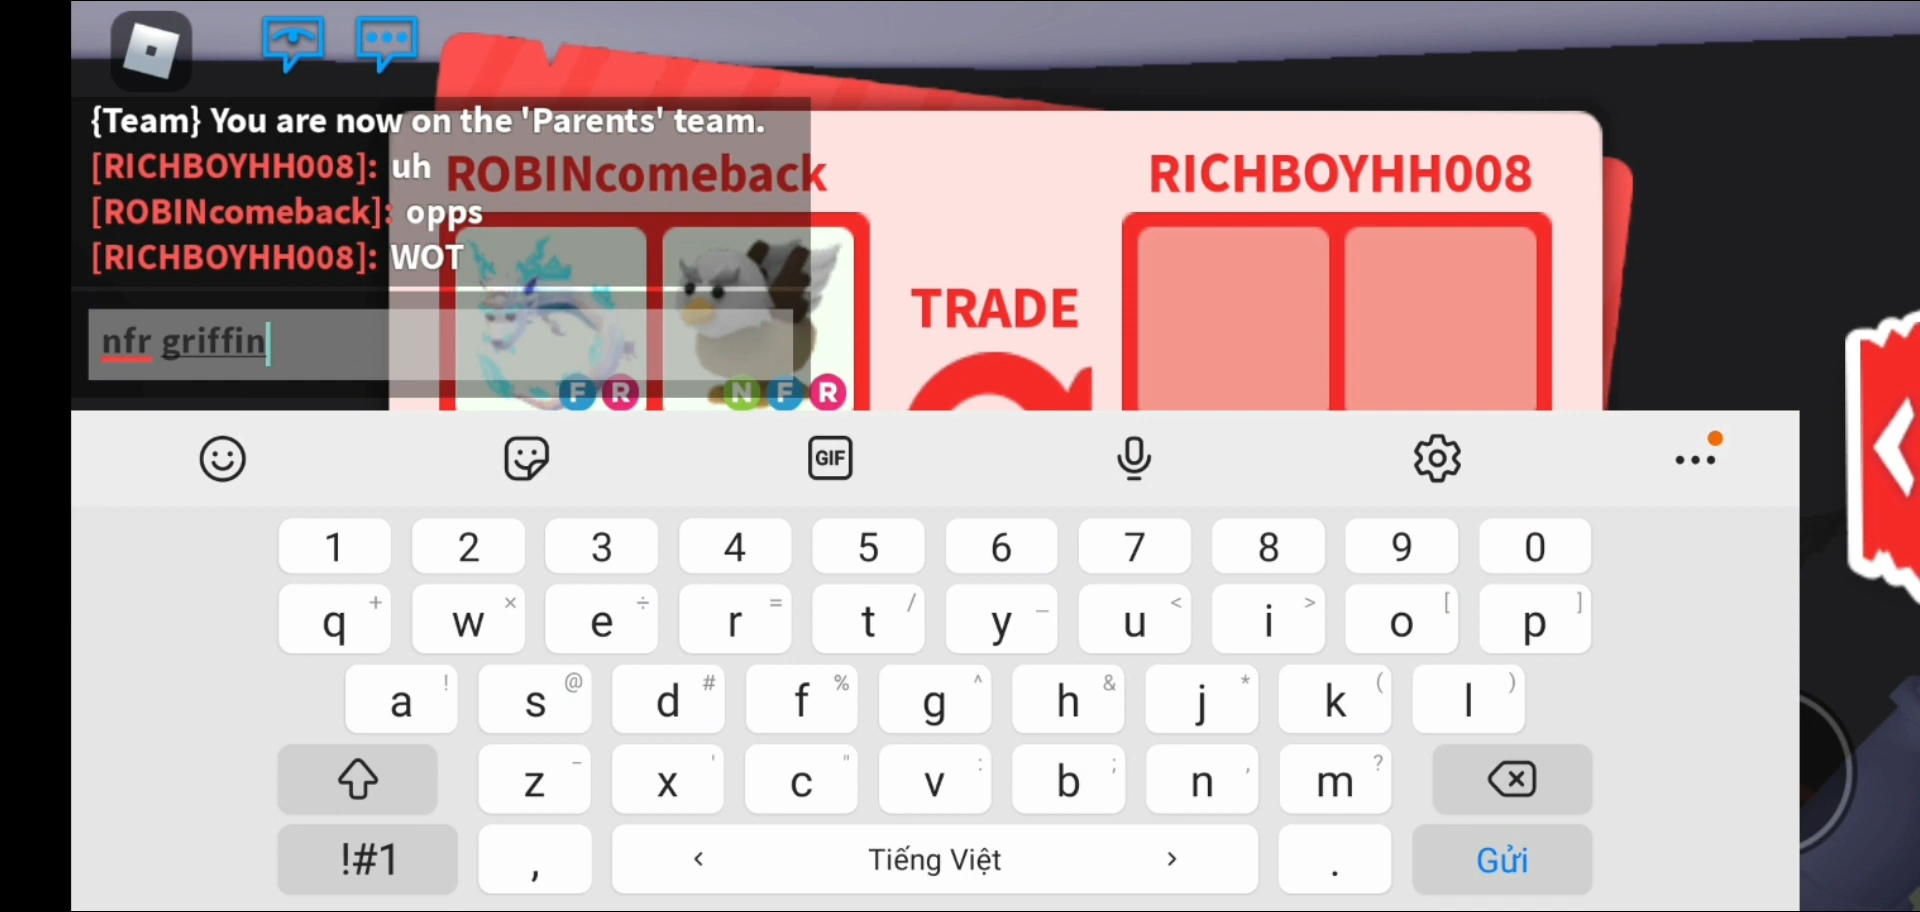 {Team} You are now on the 'Parents' team.
[RICHBOYHH008]: uh
[ROBINcomeback]: opps
[RICHBOYHH008]: WOT
nfr griffin
ROBINcomeback
RICHBOYHH008
TRADE
F R
N F R
GIF
1 2 3 4 5 6 7 8 9 0
q + w × e ÷ r = t / y _ u < i > o [ p ]
a ! s @ d # f % g ^ h & j * k ( l )
z - x ' c " v : b ; n , m ?
!#1 , < Tiếng Việt > . Gửi